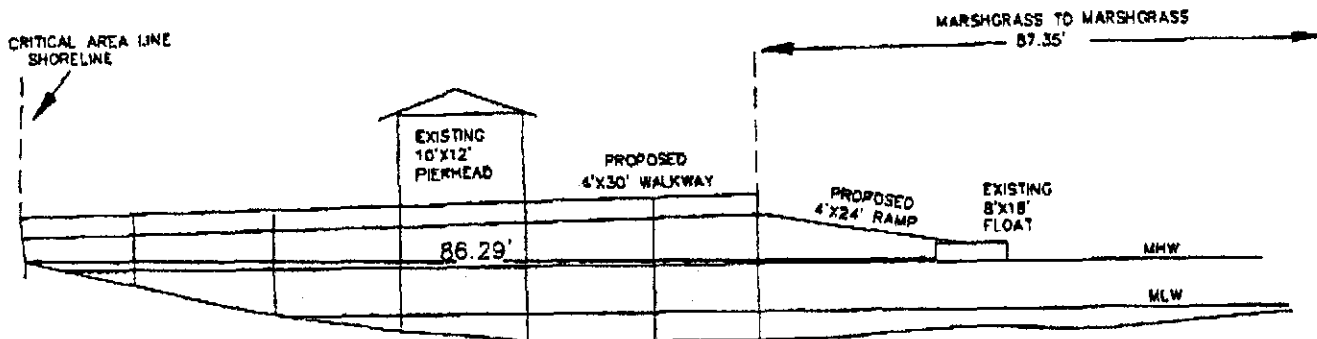 MARSHGRASS TO MARSHGRASS
87.35'
CRITICAL AREA LINE
SHORELINE
EXISTING
10'X12'
PIERHEAD
PROPOSED
4'X30' WALKWAY
PROPOSED
4'X24' RAMP
EXISTING
8'X18'
FLOAT
86.29'
MHW
MLW